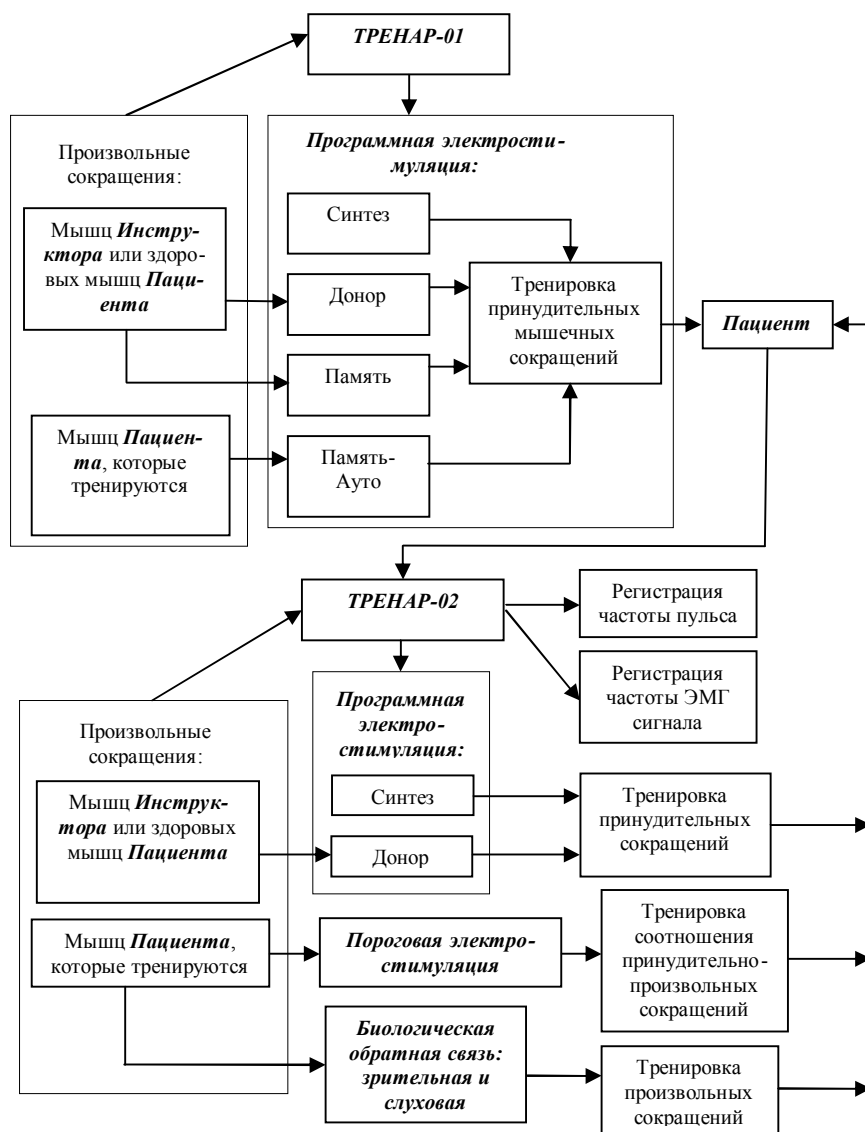 ТРЕНАР-01
Произвольные
сокращения:
Мышц Инстру-
ктора или здоро-
вых мышц Паци-
ента
Мышц Пациен-
та, которые
тренируются
Программная электрости-
муляция:
Синтез
Донор
Память
Память-
Ауто
Тренировка
принудительных
мышечных
сокращений
Пациент
ТРЕНАР-02
Регистрация
частоты пульса
Регистрация
частоты ЭМГ
сигнала
Произвольные
сокращения:
Мышц Инструк-
тора или здоровых
мышц Пациента
Мышц Пациента,
которые тренируются
Программная
электро-
стимуляция:
Синтез
Донор
Тренировка
принудительных
сокращений
Пороговая электро-
стимуляция
Тренировка
соотношения
принудительно-
произвольных
сокращений
Биологическая
обратная связь:
зрительная и
слуховая
Тренировка
произвольных
сокращений